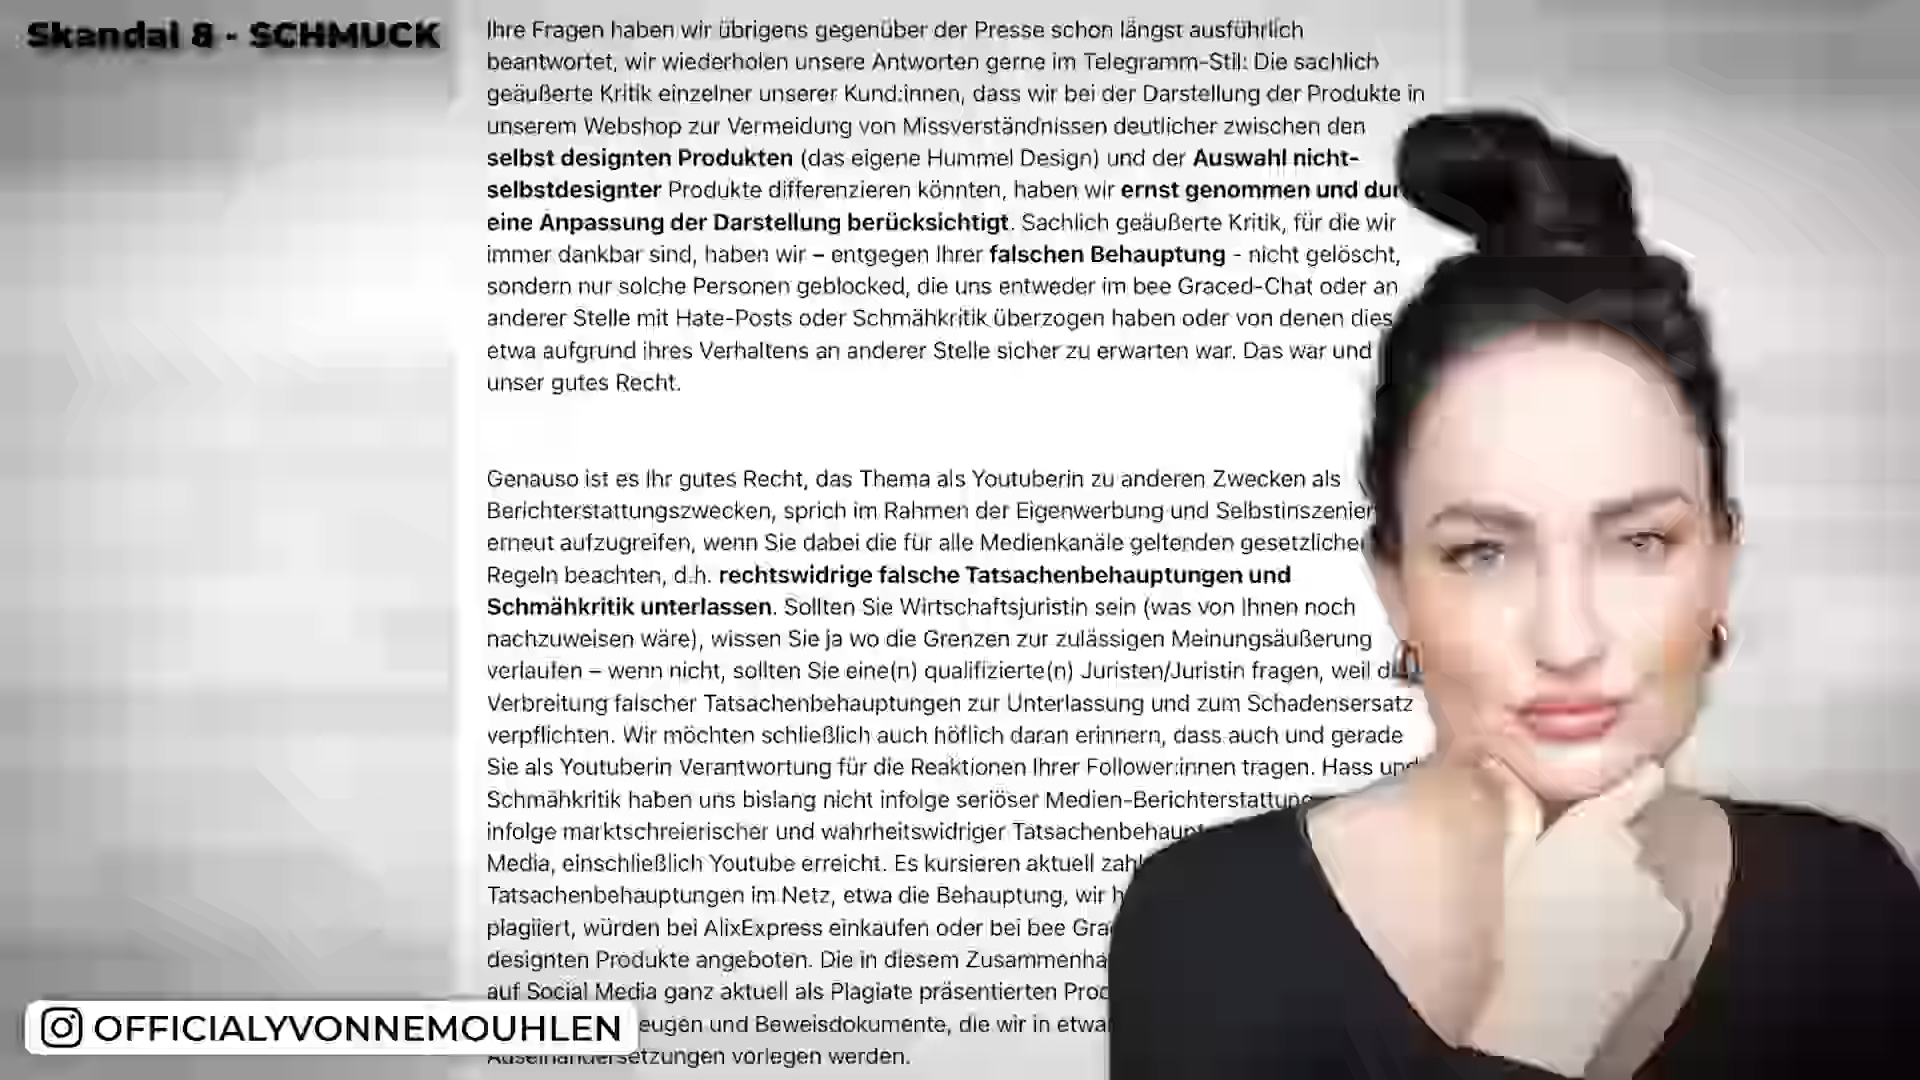 Skandal 8 - SCHMUCK
Ihre Fragen haben wir übrigens gegenüber der Presse schon längst ausführlich
beantwortet, wir wiederholen unsere Antworten gerne im Telegramm-Stil: Die sachlich
geäußerte Kritik einzelner unserer Kund:innen, dass wir bei der Darstellung der Produkte in
unserem Webshop zur Vermeidung von Missverständnissen deutlicher zwischen den
selbst designten Produkten (das eigene Hummel Design) und der Auswahl nicht-
selbstdesignter Produkte differenzieren könnten, haben wir ernst genommen und
eine Anpassung der Darstellung berücksichtigt. Sachlich geäußerte Kritik, für die wir
immer dankbar sind, haben wir – entgegen Ihrer falschen Behauptung - nicht gelöscht,
sondern nur solche Personen geblocked, die uns entweder im bee Graced-Chat oder an
anderer Stelle mit Hate-Posts oder Schmähkritik überzogen haben oder von denen dies
etwa aufgrund ihres Verhaltens an anderer Stelle sicher zu erwarten war. Das war und
unser gutes Recht.
Genauso ist es Ihr gutes Recht, das Thema als Youtuberin zu anderen Zwecken als
Berichterstattungszwecken, sprich im Rahmen der Eigenwerbung und
erneut aufzugreifen, wenn Sie dabei die für alle Medienkanäle geltenden
Regeln beachten, d.h. rechtswidrige falsche Tatsachenbehauptungen und
Schmähkritik unterlassen. Sollten Sie Wirtschaftsjuristin sein (was von Ihnen noch
nachzuweisen wäre), wissen Sie ja wo die Grenzen zur zulässigen Meinungsäußerung
verlaufen – wenn nicht, sollten Sie eine(n) qualifizierte(n) Juristen/Juristin fragen, weil
Verbreitung falscher Tatsachenbehauptungen zur Unterlassung und zum Schadensersatz
verpflichten. Wir möchten schließlich auch höflich daran erinnern, dass auch und gerade
Sie als Youtuberin Verantwortung für die Reaktionen Ihrer Follower:innen tragen. Hass und
Schmähkritik haben uns bislang nicht infolge seriöser
infolge marktschreierischer und wahrheitswidriger
Media, einschließlich Youtube erreicht. Es kursieren aktuell
Tatsachenbehauptungen im Netz, etwa die Behauptung, wir
plagiiert, würden bei AlixExpress einkaufen oder bei bee
designten Produkte angeboten. Die in diesem
auf Social Media ganz aktuell als Plagiate präsentierten
und Beweisdokumente, die wir in
vorlegen werden.
OFFICIALYVONNEMOUHLEN